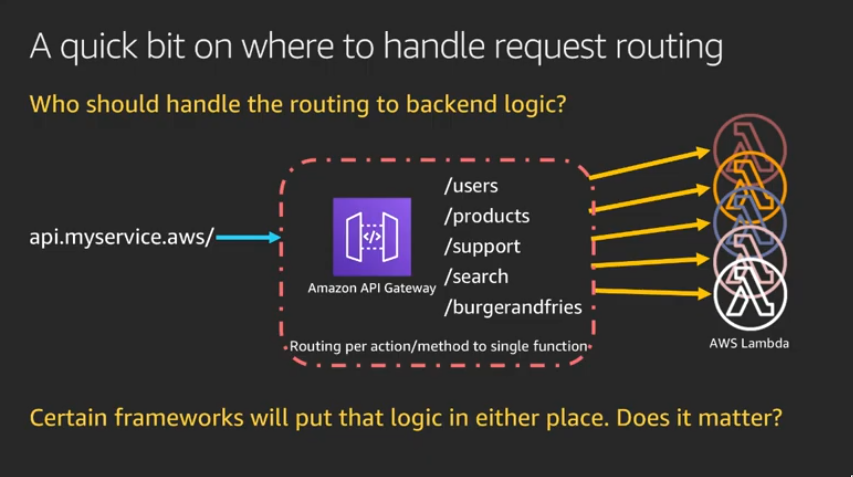 A quick bit on where to handle request routing
Who should handle the routing to backend logic?
api.myservice.aws/
Amazon API Gateway
/users
/products
/support
/search
/burgerandfries
Routing per action/method to single function
AWS Lambda
Certain frameworks will put that logic in either place. Does it matter?